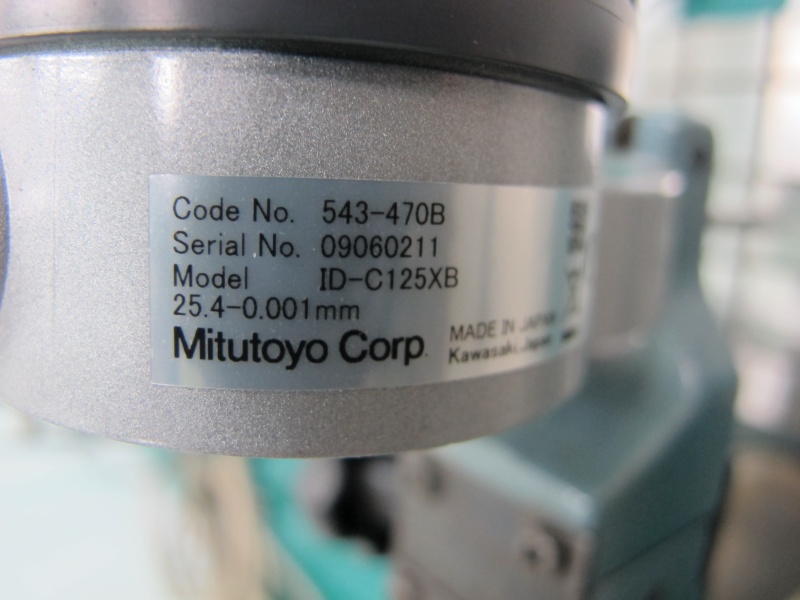 Code No. 543-470B
Serial No. 09060211
Model ID-C125XB
25.4-0.001mm
Mitutoyo Corp.
MADE IN JAPAN
Kawasaki, Japan